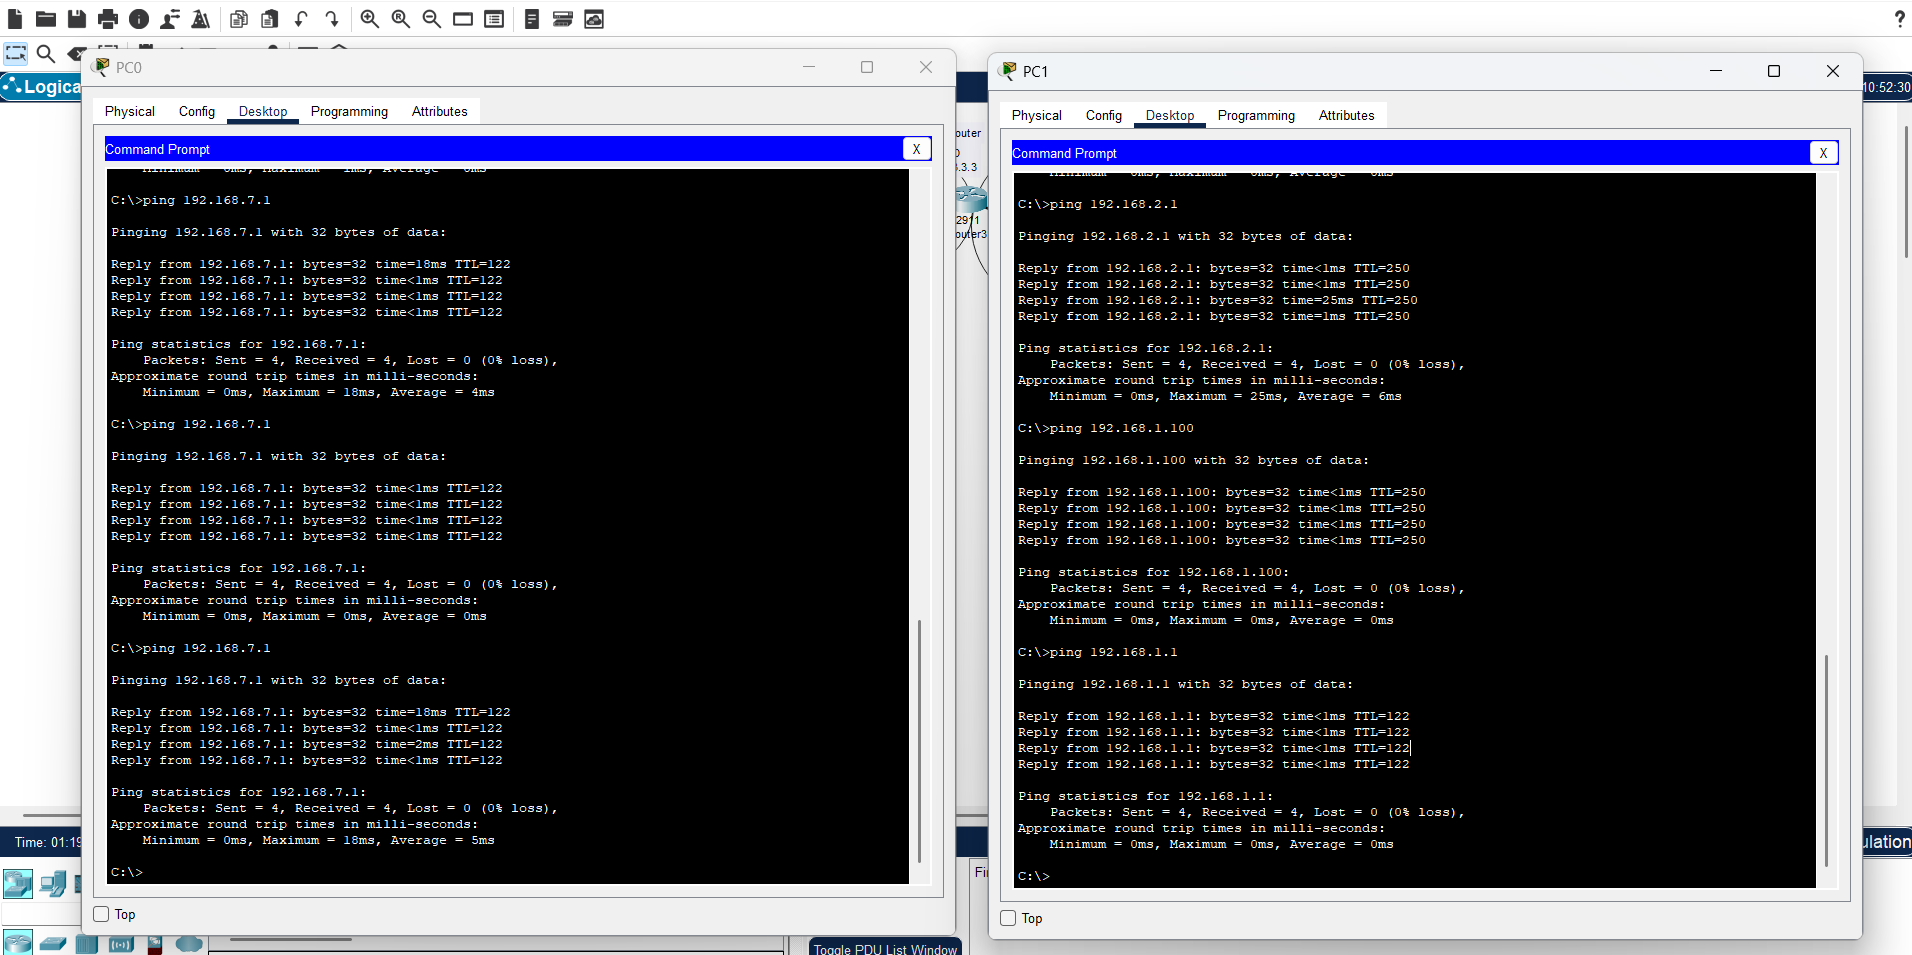 ?
Logica
10:52:30
PC0
Physical Config Desktop Programming Attributes
Command Prompt
X
Minimum = 0ms, Maximum = 1ms, Average = 0ms
C:\>ping 192.168.7.1
Pinging 192.168.7.1 with 32 bytes of data:
Reply from 192.168.7.1: bytes=32 time=18ms TTL=122
Reply from 192.168.7.1: bytes=32 time<1ms TTL=122
Reply from 192.168.7.1: bytes=32 time<1ms TTL=122
Reply from 192.168.7.1: bytes=32 time<1ms TTL=122
Ping statistics for 192.168.7.1:
Packets: Sent = 4, Received = 4, Lost = 0 (0% loss),
Approximate round trip times in milli-seconds:
Minimum = 0ms, Maximum = 18ms, Average = 4ms
C:\>ping 192.168.7.1
Pinging 192.168.7.1 with 32 bytes of data:
Reply from 192.168.7.1: bytes=32 time<1ms TTL=122
Reply from 192.168.7.1: bytes=32 time<1ms TTL=122
Reply from 192.168.7.1: bytes=32 time<1ms TTL=122
Reply from 192.168.7.1: bytes=32 time<1ms TTL=122
Ping statistics for 192.168.7.1:
Packets: Sent = 4, Received = 4, Lost = 0 (0% loss),
Approximate round trip times in milli-seconds:
Minimum = 0ms, Maximum = 0ms, Average = 0ms
C:\>ping 192.168.7.1
Pinging 192.168.7.1 with 32 bytes of data:
Reply from 192.168.7.1: bytes=32 time=18ms TTL=122
Reply from 192.168.7.1: bytes=32 time<1ms TTL=122
Reply from 192.168.7.1: bytes=32 time=2ms TTL=122
Reply from 192.168.7.1: bytes=32 time<1ms TTL=122
Ping statistics for 192.168.7.1:
Packets: Sent = 4, Received = 4, Lost = 0 (0% loss),
Approximate round trip times in milli-seconds:
Minimum = 0ms, Maximum = 18ms, Average = 5ms
C:\>
Top
outer
0
.3.3
2911
outer3
PC1
Physical Config Desktop Programming Attributes
Command Prompt
X
Minimum = 0ms, Maximum = 0ms, Average = 0ms
C:\>ping 192.168.2.1
Pinging 192.168.2.1 with 32 bytes of data:
Reply from 192.168.2.1: bytes=32 time<1ms TTL=250
Reply from 192.168.2.1: bytes=32 time<1ms TTL=250
Reply from 192.168.2.1: bytes=32 time=25ms TTL=250
Reply from 192.168.2.1: bytes=32 time=1ms TTL=250
Ping statistics for 192.168.2.1:
Packets: Sent = 4, Received = 4, Lost = 0 (0% loss),
Approximate round trip times in milli-seconds:
Minimum = 0ms, Maximum = 25ms, Average = 6ms
C:\>ping 192.168.1.100
Pinging 192.168.1.100 with 32 bytes of data:
Reply from 192.168.1.100: bytes=32 time<1ms TTL=250
Reply from 192.168.1.100: bytes=32 time<1ms TTL=250
Reply from 192.168.1.100: bytes=32 time<1ms TTL=250
Reply from 192.168.1.100: bytes=32 time<1ms TTL=250
Ping statistics for 192.168.1.100:
Packets: Sent = 4, Received = 4, Lost = 0 (0% loss),
Approximate round trip times in milli-seconds:
Minimum = 0ms, Maximum = 0ms, Average = 0ms
C:\>ping 192.168.1.1
Pinging 192.168.1.1 with 32 bytes of data:
Reply from 192.168.1.1: bytes=32 time<1ms TTL=122
Reply from 192.168.1.1: bytes=32 time<1ms TTL=122
Reply from 192.168.1.1: bytes=32 time<1ms TTL=122
Reply from 192.168.1.1: bytes=32 time<1ms TTL=122
Ping statistics for 192.168.1.1:
Packets: Sent = 4, Received = 4, Lost = 0 (0% loss),
Approximate round trip times in milli-seconds:
Minimum = 0ms, Maximum = 0ms, Average = 0ms
C:\>
Top
Time: 01:19
ulation
Fi
Toggle PDU List Window